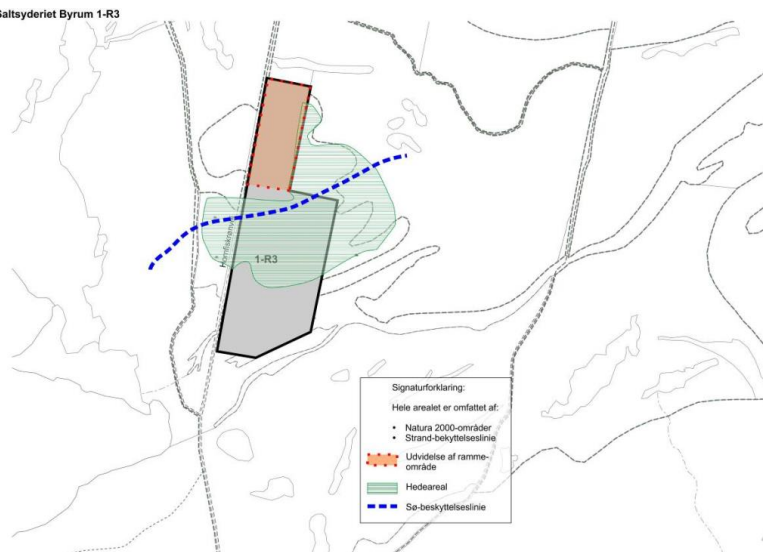 Saltsyderiet Byrum 1-R3
1-R3
Signaturforklaring:
Hele arealet er omfattet af:
• Natura 2000-områder
• Strand-bekyttelseslinie
Udvidelse af ramme-
område
Hedeareal
Sø-beskyttelseslinie